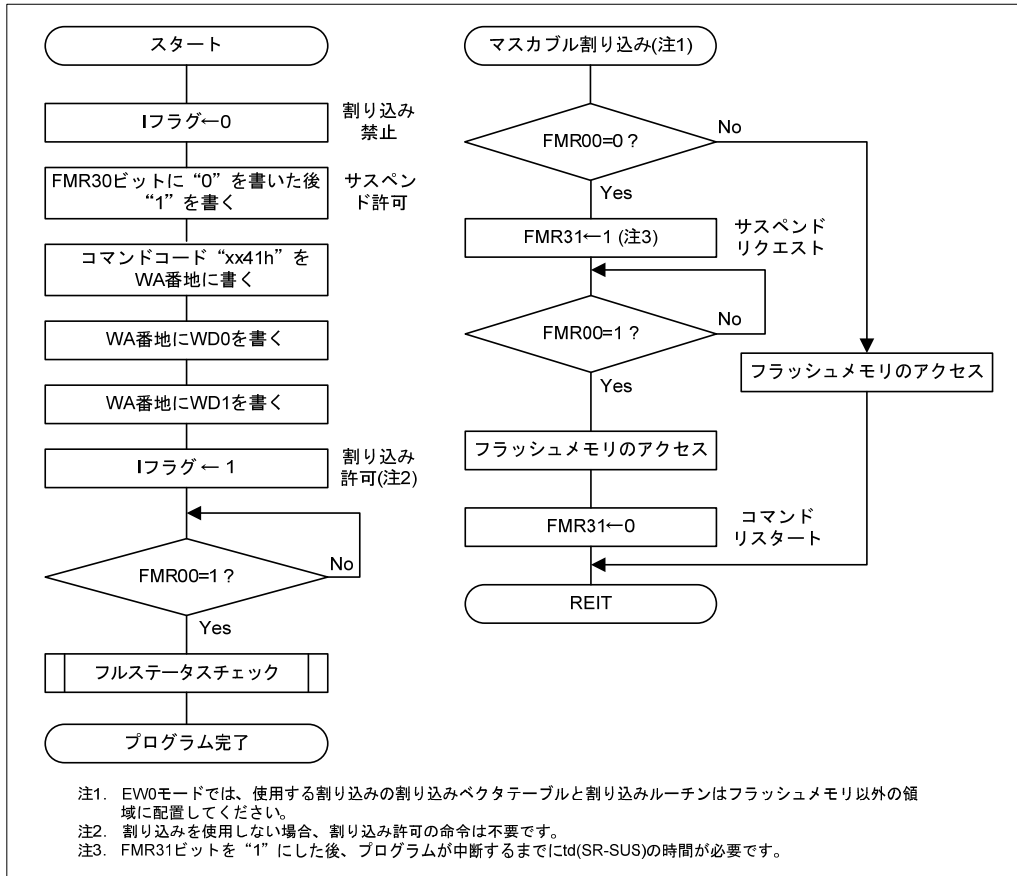 スタート
Iフラグ←0
割り込み
禁止
FMR30ビットに“0”を書いた後
“1”を書く
サスペン
ド許可
コマンドコード“xx41h”を
WA番地に書く
WA番地にWD0を書く
WA番地にWD1を書く
Iフラグ ← 1
割り込み
許可(注2)
FMR00=1 ?
No
Yes
フルステータスチェック
プログラム完了
マスカブル割り込み(注1)
FMR00=0 ?
No
Yes
FMR31←1 (注3)
サスペンド
リクエスト
FMR00=1 ?
No
Yes
フラッシュメモリのアクセス
フラッシュメモリのアクセス
FMR31←0
コマンド
リスタート
REIT
注1. EW0モードでは、使用する割り込みの割り込みベクタテーブルと割り込みルーチンはフラッシュメモリ以外の領
域に配置してください。
注2. 割り込みを使用しない場合、割り込み許可の命令は不要です。
注3. FMR31ビットを“1”にした後、プログラムが中断するまでにtd(SR-SUS)の時間が必要です。